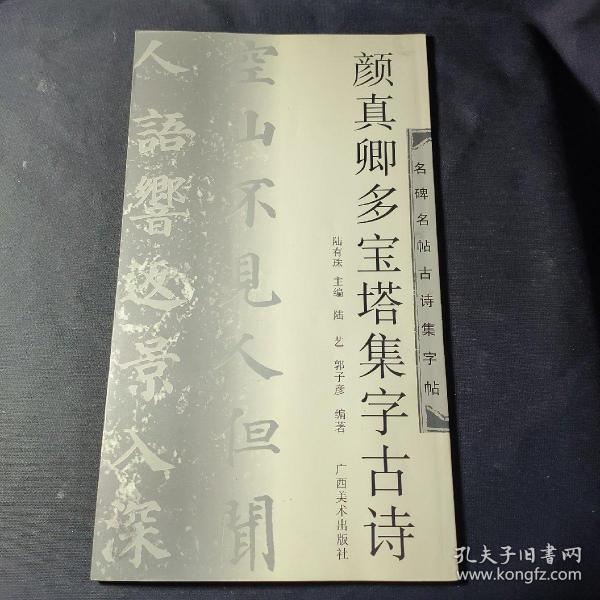 名碑名帖古诗集字帖
颜真卿多宝塔集字古诗
陆有珠 主编 陆 艺 郭子彦 编著
广西美术出版社
空山不見人但聞
人語響返景入深
孔夫子旧书网
www.kongfz.com